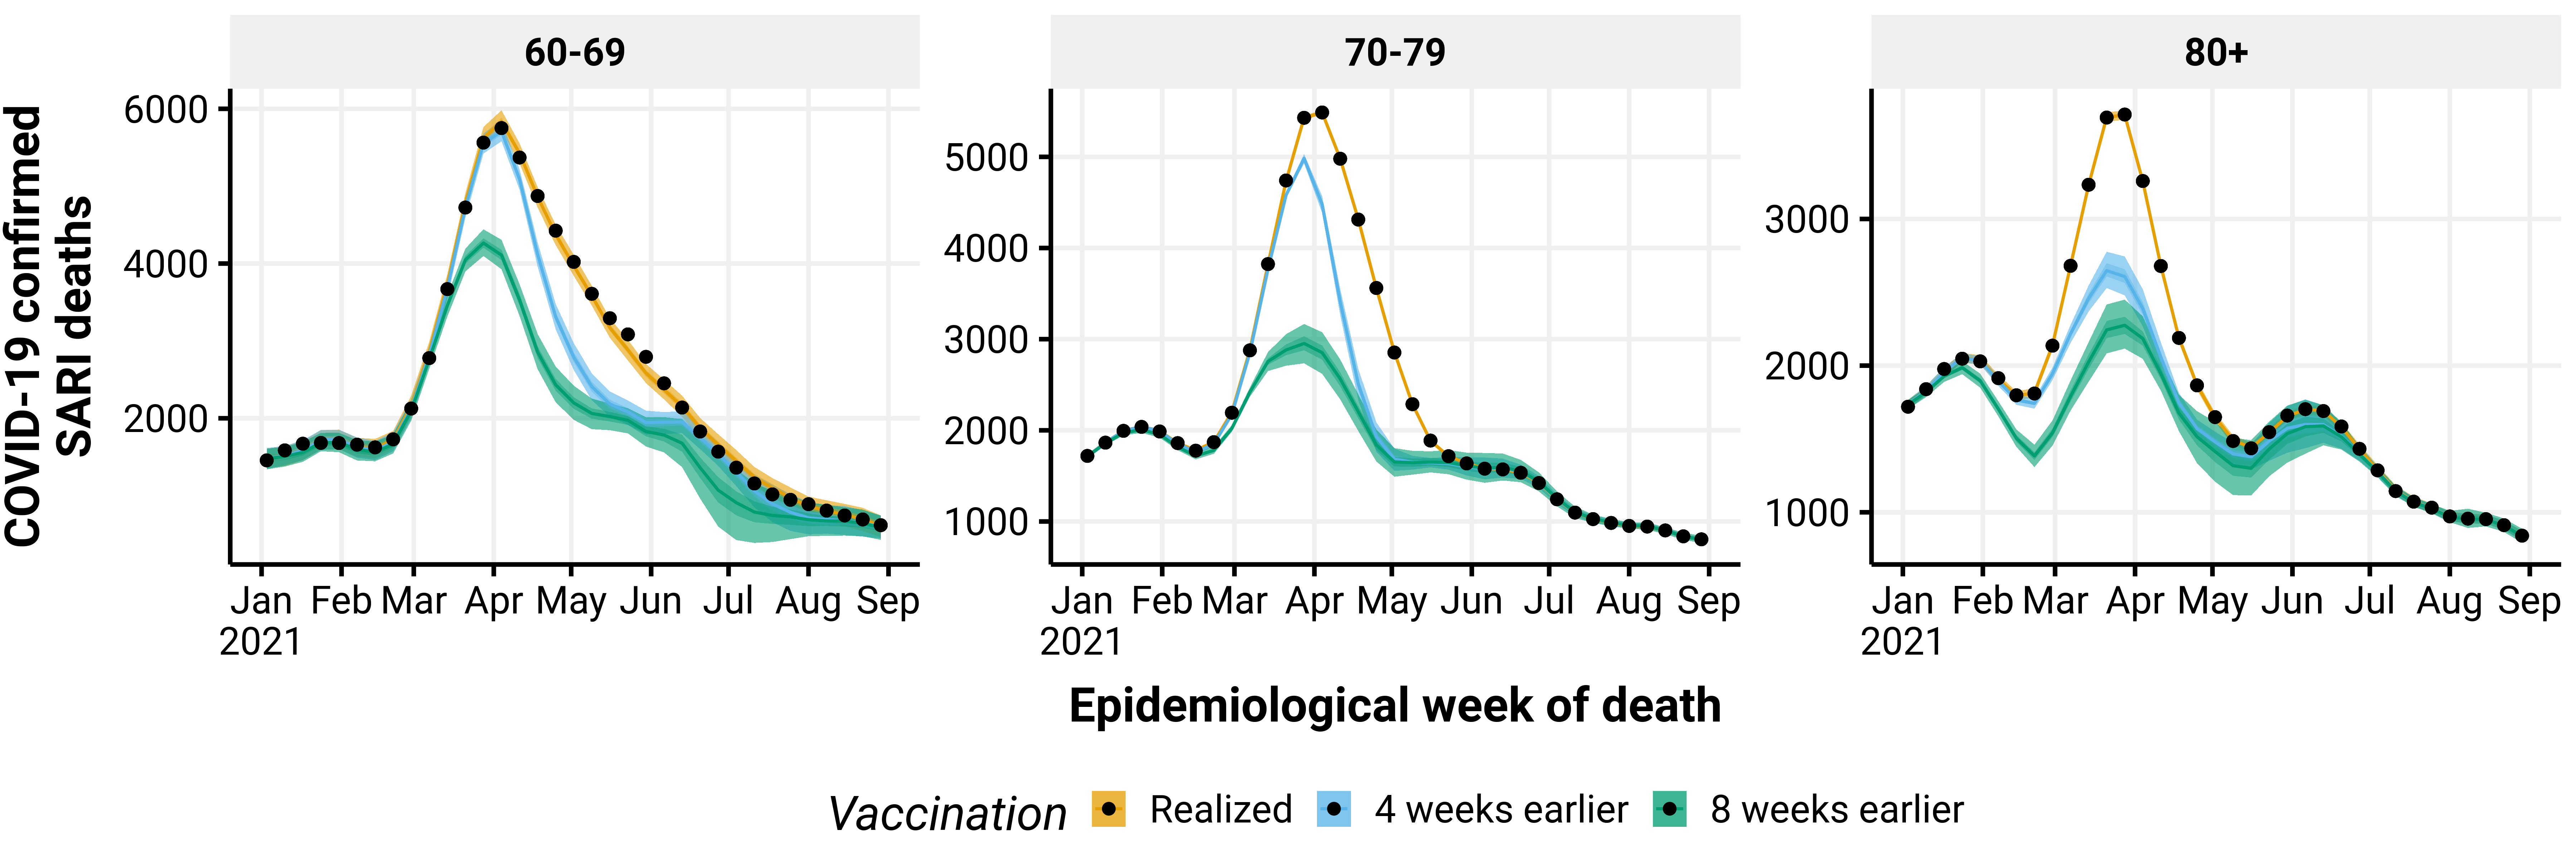 60-69
70-79
80+
COVID-19 confirmed
SARI deaths
6000
4000
2000
5000
4000
3000
2000
1000
3000
2000
1000
Jan Feb Mar Apr May Jun Jul Aug Sep
2021
Jan Feb Mar Apr May Jun Jul Aug Sep
2021
Jan Feb Mar Apr May Jun Jul Aug Sep
2021
Epidemiological week of death
Vaccination Realized 4 weeks earlier 8 weeks earlier